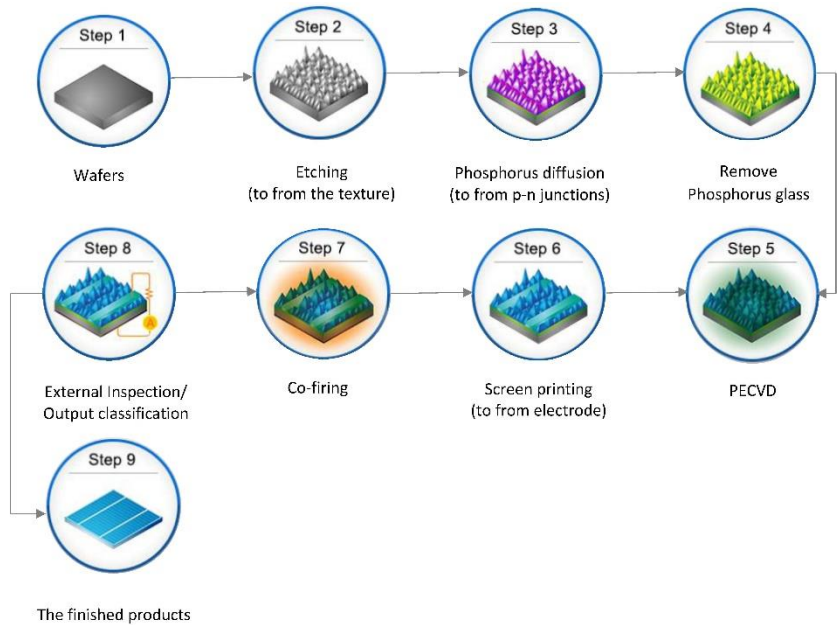 Step 1
Wafers
Step 2
Etching
(to from the texture)
Step 3
Phosphorus diffusion
(to from p-n junctions)
Step 4
Remove
Phosphorus glass
Step 5
PECVD
Step 6
Screen printing
(to from electrode)
Step 7
Co-firing
Step 8
A
External Inspection/
Output classification
Step 9
The finished products